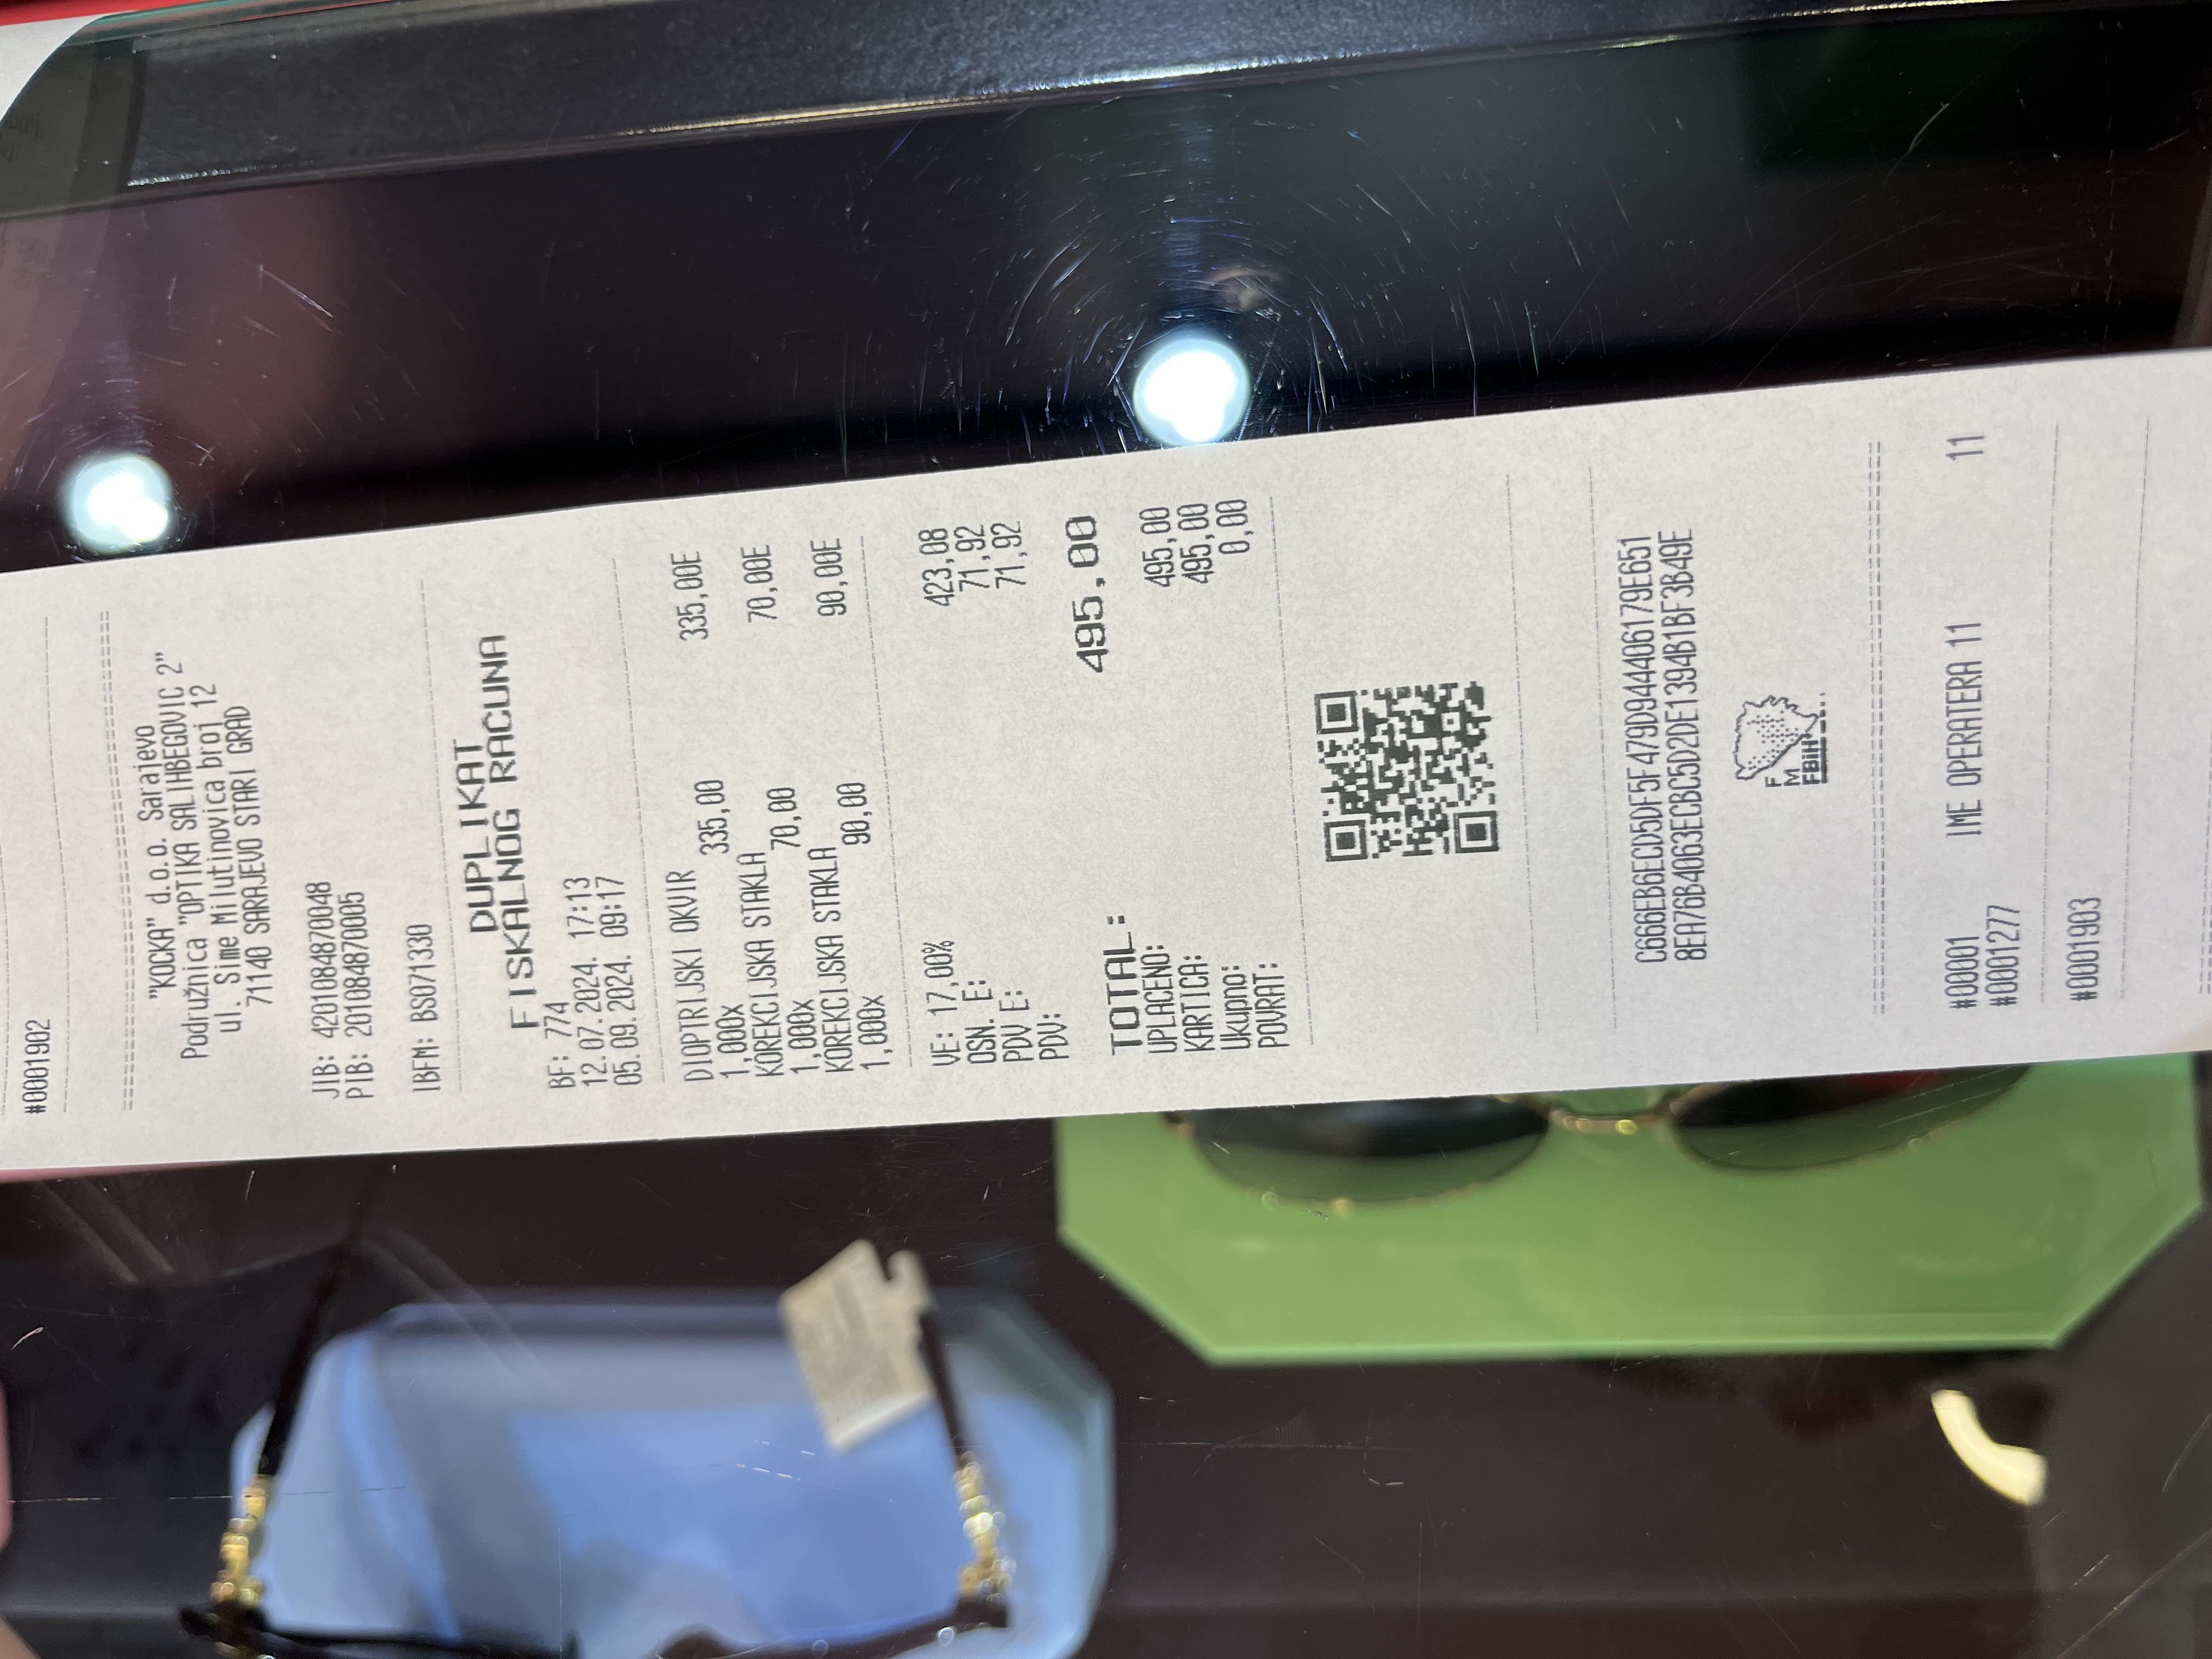 #0001902
"KOCKA" d.o.o. Sarajevo
Podružnica "OPTIKA SALIHBEGOVIC 2"
ul. Sime Milutinovica broj 12
71140 SARAJEVO STARI GRAD
JIB: 4201084870048
PIB: 201084870005
IBFM: BS071330
DUPLIKAT
FISKALNOG RACUNA
BF: 774
12.07.2024. 17:13
05.09.2024. 09:17
DIOPTRIJSKI OKVIR
1,000x 335,00 335,00E
KOREKCIJSKA STAKLA
1,000x 70,00 70,00E
KOREKCIJSKA STAKLA
1,000x 90,00 90,00E
VE: 17,00%
OSN. E: 423,08
PDV E: 71,92
PDV: 71,92
TOTAL: 495,00
UPLACENO:
KARTICA: 495,00
Ukupno: 495,00
POVRAT: 0,00
C666EB6ECD5DF5F479D94440617​9E651
8EA76B4063ECBC5D2DE1394B1BF3B49E
F
M
FBIH
#00001 IME OPERATERA 11 11
#0001277
#0001903